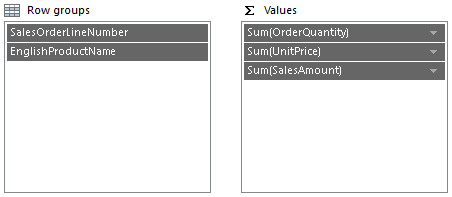 Row groups
SalesOrderLineNumber
EnglishProductName
Σ Values
Sum(OrderQuantity)
Sum(UnitPrice)
Sum(SalesAmount)